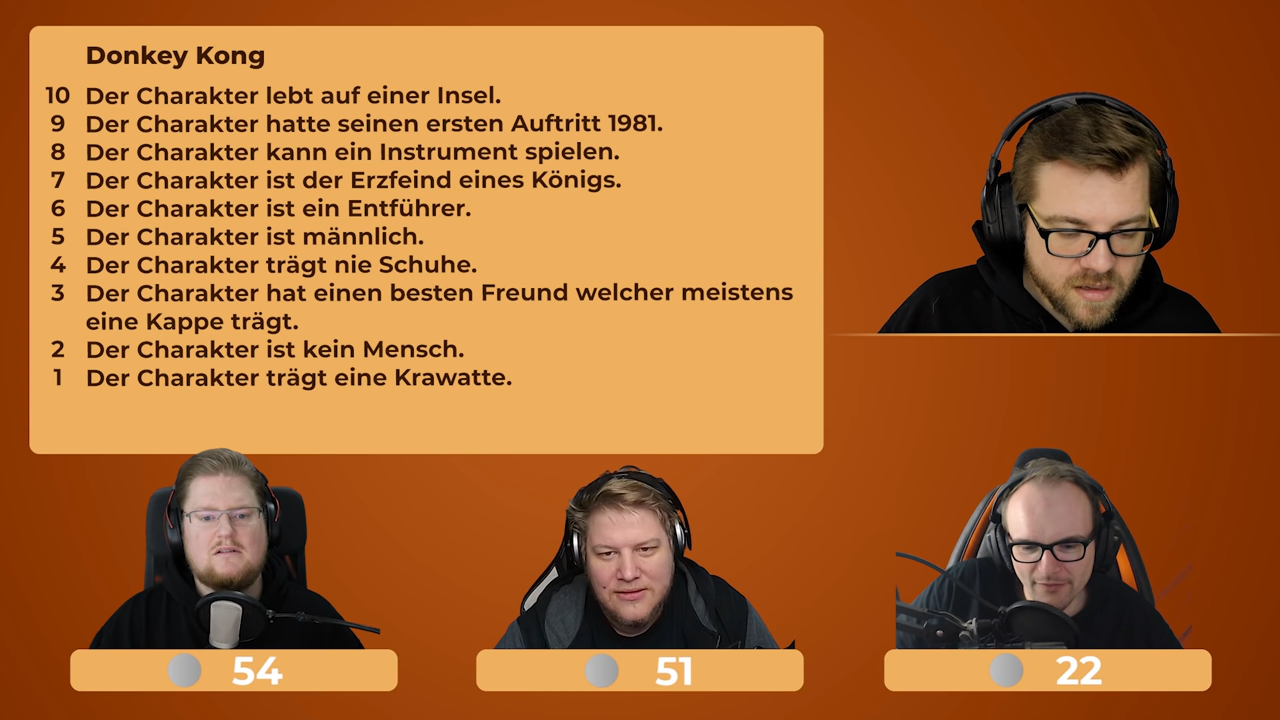 Donkey Kong
10 Der Charakter lebt auf einer Insel.
9 Der Charakter hatte seinen ersten Auftritt 1981.
8 Der Charakter kann ein Instrument spielen.
7 Der Charakter ist der Erzfeind eines Königs.
6 Der Charakter ist ein Entführer.
5 Der Charakter ist männlich.
4 Der Charakter trägt nie Schuhe.
3 Der Charakter hat einen besten Freund welcher meistens
eine Kappe trägt.
2 Der Charakter ist kein Mensch.
1 Der Charakter trägt eine Krawatte.
54
51
22